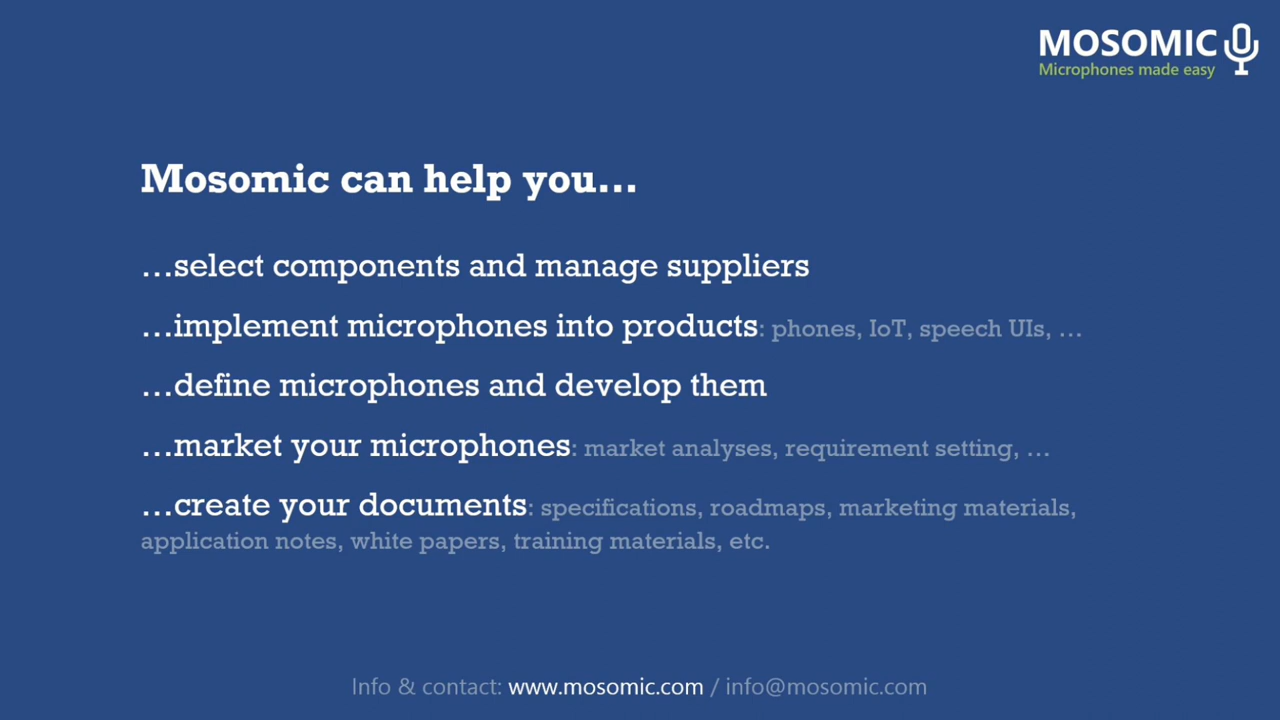 MOSOMIC
Microphones made easy
Mosomic can help you...
...select components and manage suppliers
...implement microphones into products: phones, IoT, speech UIs, ...
...define microphones and develop them
...market your microphones: market analyses, requirement setting, ...
...create your documents: specifications, roadmaps, marketing materials,
application notes, white papers, training materials, etc.
Info & contact: www.mosomic.com / info@mosomic.com